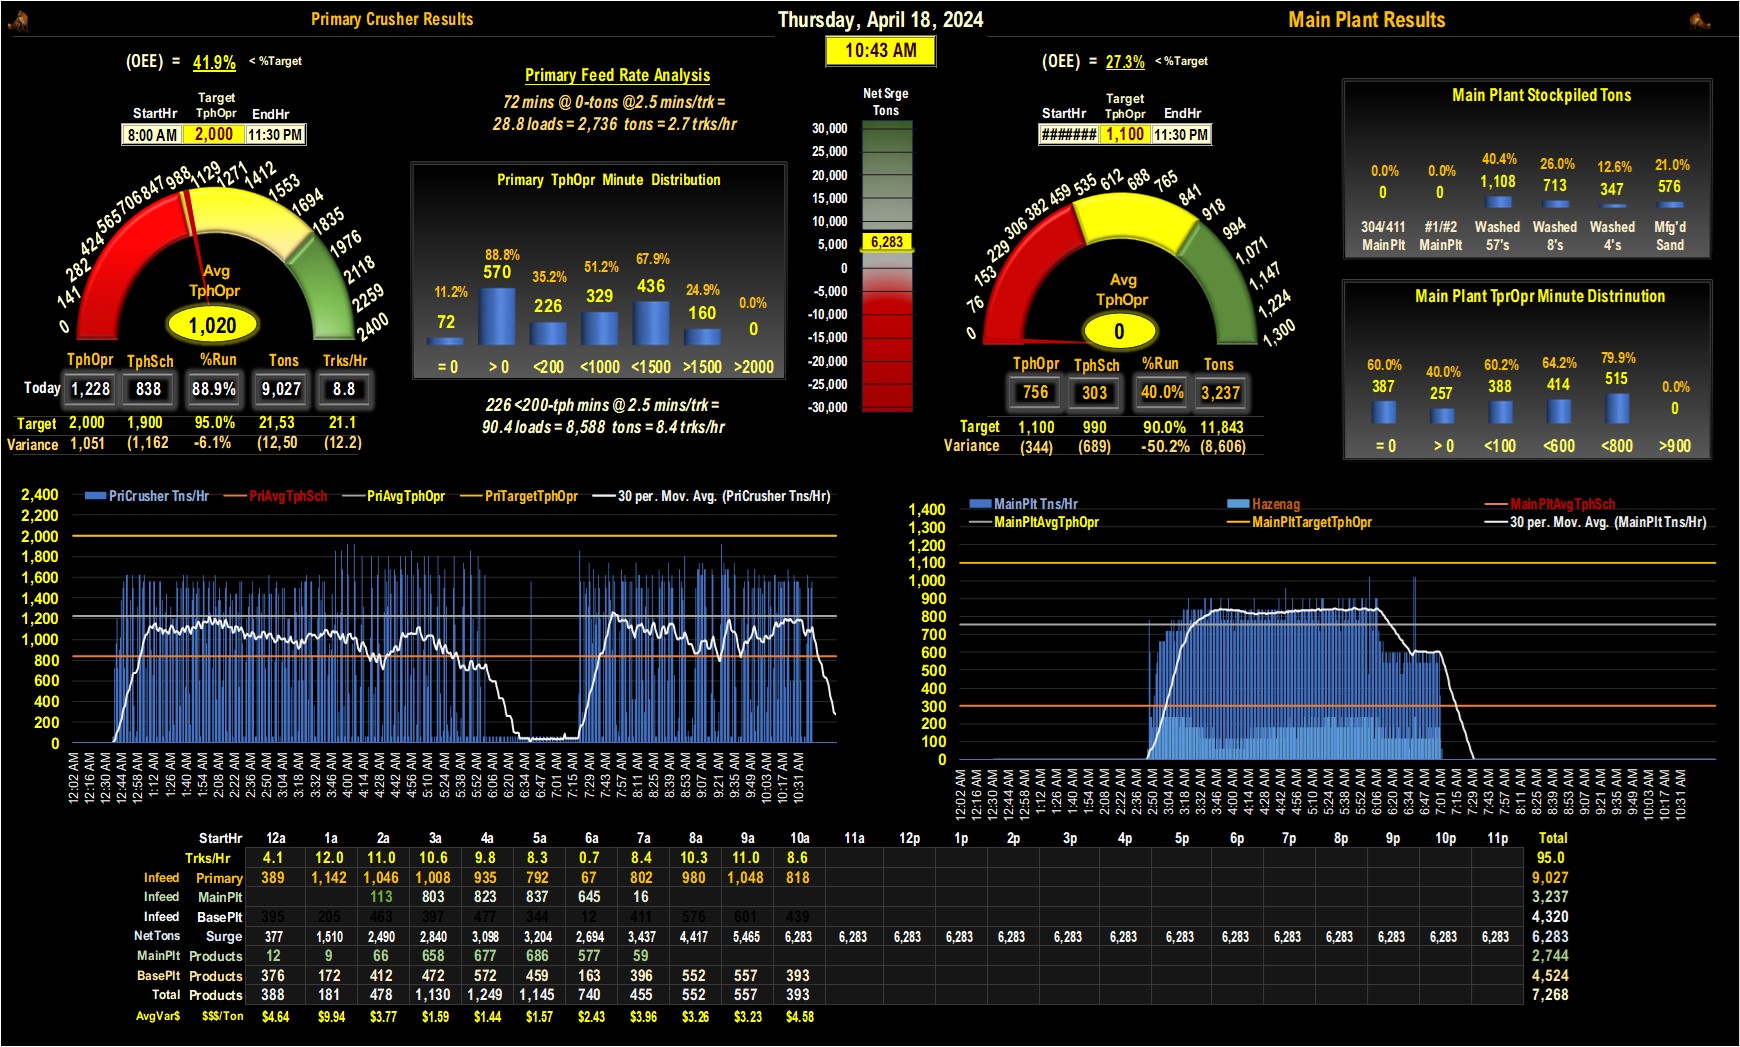 Primary Crusher Results
Thursday, April 18, 2024
Main Plant Results
10:43 AM
(OEE) = 41.9% < %Target
Target
StartHr TphOpr EndHr
8:00 AM 2,000 11:30 PM
0 141 282 424 565 706 847 988 1129 1271 1412 1553 1694 1835 1976 2118 2259 2400
Avg
TphOpr
1,020
TphOpr TphSch %Run Tons Trks/Hr
Today 1,228 838 88.9% 9,027 8.8
Target 2,000 1,900 95.0% 21,53 21.1
Variance 1,051 (1,162 -6.1% (12,50 (12.2)
Primary Feed Rate Analysis
72 mins @ 0-tons @2.5 mins/trk =
28.8 loads = 2,736 tons = 2.7 trks/hr
Primary TphOpr Minute Distribution
11.2% 88.8% 35.2% 51.2% 67.9% 24.9% 0.0%
72 570 226 329 436 160 0
= 0 > 0 <200 <1000 <1500 >1500 >2000
226 <200-tph mins @ 2.5 mins/trk =
90.4 loads = 8,588 tons = 8.4 trks/hr
Net Srge
Tons
30,000
25,000
20,000
15,000
10,000
6,283
5,000
0
-5,000
-10,000
-15,000
-20,000
-25,000
-30,000
(OEE) = 27.3% < %Target
Target
StartHr TphOpr EndHr
####### 1,100 11:30 PM
0 76 153 229 306 382 459 535 612 688 765 841 918 994 1,071 1,147 1,224 1,300
Avg
TphOpr
0
TphOpr TphSch %Run Tons
756 303 40.0% 3,237
Target 1,100 990 90.0% 11,843
Variance (344) (689) -50.2% (8,606)
Main Plant Stockpiled Tons
0.0% 0.0% 40.4% 26.0% 12.6% 21.0%
0 0 1,108 713 347 576
304/411 #1/#2 Washed Washed Washed Mfg'd
MainPlt MainPlt 57's 8's 4's Sand
Main Plant TprOpr Minute Distrinution
60.0% 40.0% 60.2% 64.2% 79.9% 0.0%
387 257 388 414 515 0
= 0 > 0 <100 <600 <800 >900
PriCrusher Tns/Hr PriAvgTphSch PriAvgTphOpr PriTargetTphOpr 30 per. Mov. Avg. (PriCrusher Tns/Hr)
2,400
2,200
2,000
1,800
1,600
1,400
1,200
1,000
800
600
400
200
0
12:02 AM 12:16 AM 12:30 AM 12:44 AM 12:58 AM 1:12 AM 1:26 AM 1:40 AM 1:54 AM 2:08 AM 2:22 AM 2:36 AM 2:50 AM 3:04 AM 3:18 AM 3:32 AM 3:46 AM 4:00 AM 4:14 AM 4:28 AM 4:42 AM 4:56 AM 5:10 AM 5:24 AM 5:38 AM 5:52 AM 6:06 AM 6:20 AM 6:34 AM 6:47 AM 7:01 AM 7:15 AM 7:29 AM 7:43 AM 7:57 AM 8:11 AM 8:25 AM 8:39 AM 8:53 AM 9:07 AM 9:21 AM 9:35 AM 9:49 AM 10:03 AM 10:17 AM 10:31 AM
MainPlt Tns/Hr Hazenag MainPltAvgTphSch
MainPltAvgTphOpr MainPltTargetTphOpr 30 per. Mov. Avg. (MainPlt Tns/Hr)
1,400
1,300
1,200
1,100
1,000
900
800
700
600
500
400
300
200
100
0
12:02 AM 12:16 AM 12:30 AM 12:44 AM 12:58 AM 1:12 AM 1:26 AM 1:40 AM 1:54 AM 2:08 AM 2:22 AM 2:36 AM 2:50 AM 3:04 AM 3:18 AM 3:32 AM 3:46 AM 4:00 AM 4:14 AM 4:28 AM 4:42 AM 4:56 AM 5:10 AM 5:24 AM 5:38 AM 5:52 AM 6:06 AM 6:20 AM 6:34 AM 6:47 AM 7:01 AM 7:15 AM 7:29 AM 7:43 AM 7:57 AM 8:11 AM 8:25 AM 8:39 AM 8:53 AM 9:07 AM 9:21 AM 9:35 AM 9:49 AM 10:03 AM 10:17 AM 10:31 AM
StartHr 12a 1a 2a 3a 4a 5a 6a 7a 8a 9a 10a 11a 12p 1p 2p 3p 4p 5p 6p 7p 8p 9p 10p 11p Total
Trks/Hr 4.1 12.0 11.0 10.6 9.8 8.3 0.7 8.4 10.3 11.0 8.6 95.0
Infeed Primary 389 1,142 1,046 1,008 935 792 67 802 980 1,048 818 9,027
Infeed MainPlt 113 803 823 837 645 16 3,237
Infeed BasePlt 395 205 463 397 477 344 12 411 576 601 439 4,320
NetTons Surge 377 1,510 2,490 2,840 3,098 3,204 2,694 3,437 4,417 5,465 6,283 6,283 6,283 6,283 6,283 6,283 6,283 6,283 6,283 6,283 6,283 6,283 6,283 6,283 6,283
MainPlt Products 12 9 66 658 677 686 577 59 2,744
BasePlt Products 376 172 412 472 572 459 163 396 552 557 393 4,524
Total Products 388 181 478 1,130 1,249 1,145 740 455 552 557 393 7,268
AvgVar$ $$$/Ton $4.64 $9.94 $3.77 $1.59 $1.44 $1.57 $2.43 $3.96 $3.26 $3.23 $4.58